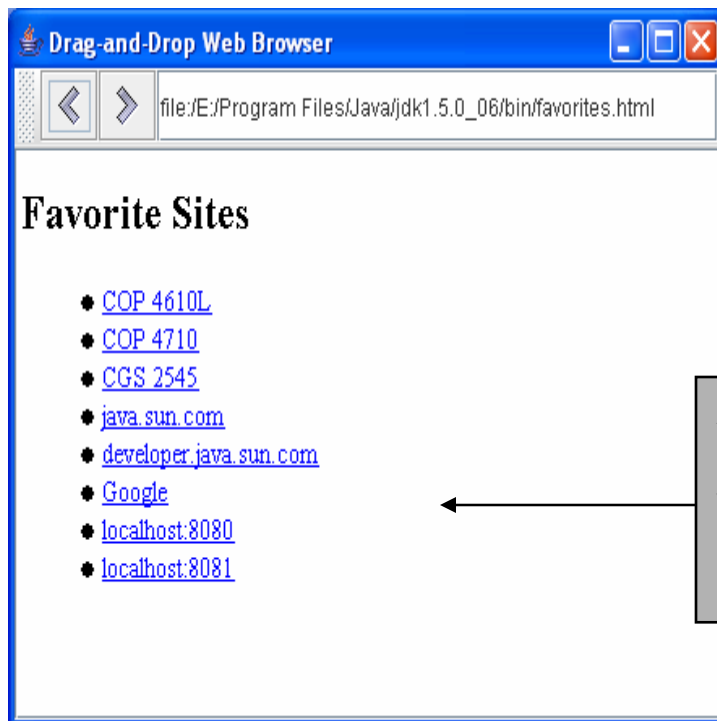 Drag-and-Drop Web Browser
file:/E:/Program Files/Java/jdk1.5.0_06/bin/favorites.html
Favorite Sites
COP 4610L
COP 4710
CGS 2545
java.sun.com
developer.java.sun.com
Google
localhost:8080
localhost:8081